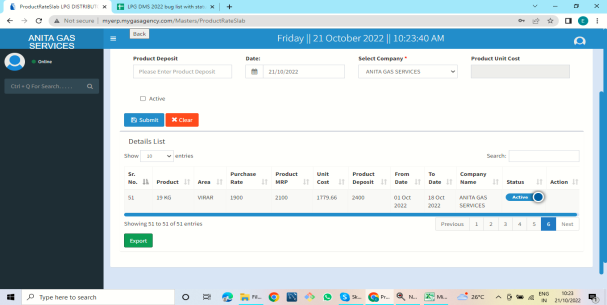 ProductRateSlab LPG DISTRIBUTI
LPG DMS 2022 bug list with stat
Not secure | myerp.mygasagency.com/Masters/ProductRateSlab
Back
ANITA GAS SERVICES
Friday || 21 October 2022 || 10:23:40 AM
Online
Ctrl + Q For Search.......
Product Deposit Date: Select Company * Product Unit Cost
Please Enter Product Deposit 21/10/2022 ANITA GAS SERVICES
Active
Submit Clear
Details List
Show 10 entries Search:
Sr. No. Product Area Purchase Rate Product MRP Unit Cost Product Deposit From Date To Date Company Name Status Action
51 19 KG VIRAR 1900 2100 1779.66 2400 01 Oct 2022 18 Oct 2022 ANITA GAS SERVICES Active
Showing 51 to 51 of 51 entries
Previous 1 2 3 4 5 6 Next
Export
Type here to search
26°C
ENG IN
10:23
21/10/2022